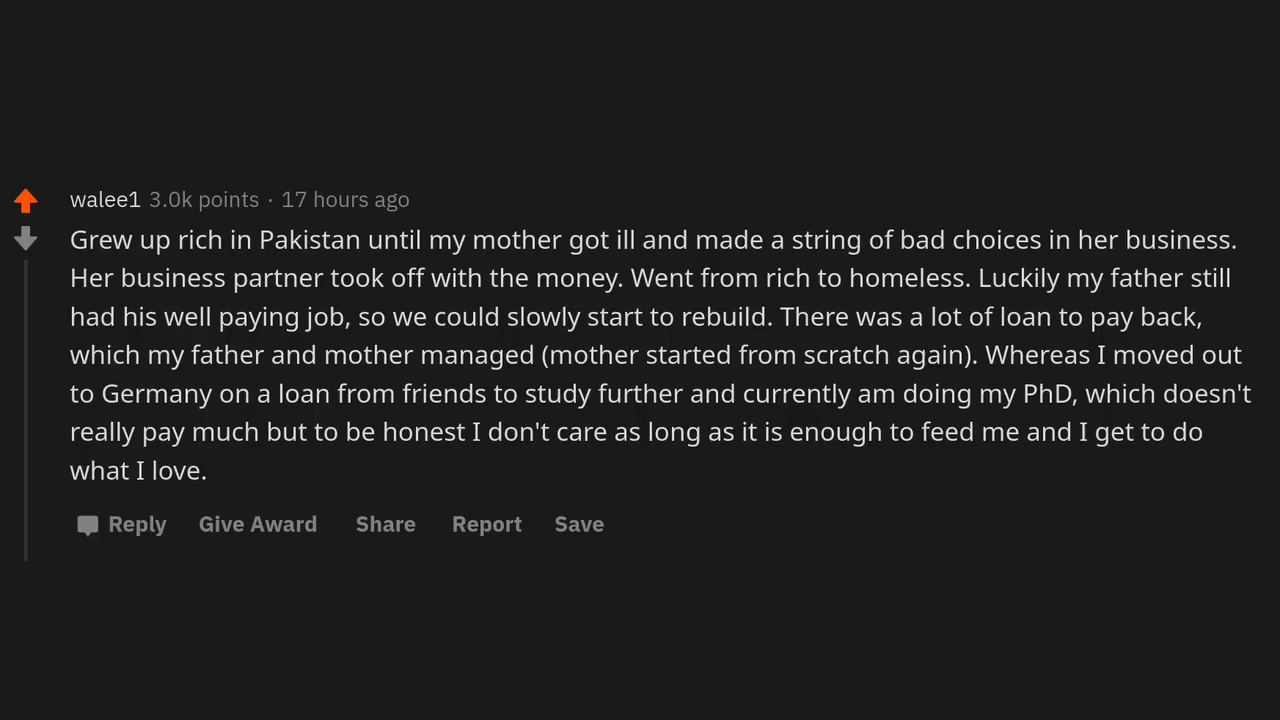 walee1 3.0k points · 17 hours ago
Grew up rich in Pakistan until my mother got ill and made a string of bad choices in her business.
Her business partner took off with the money. Went from rich to homeless. Luckily my father still
had his well paying job, so we could slowly start to rebuild. There was a lot of loan to pay back,
which my father and mother managed (mother started from scratch again). Whereas I moved out
to Germany on a loan from friends to study further and currently am doing my PhD, which doesn't
really pay much but to be honest I don't care as long as it is enough to feed me and I get to do
what I love.
Reply Give Award Share Report Save